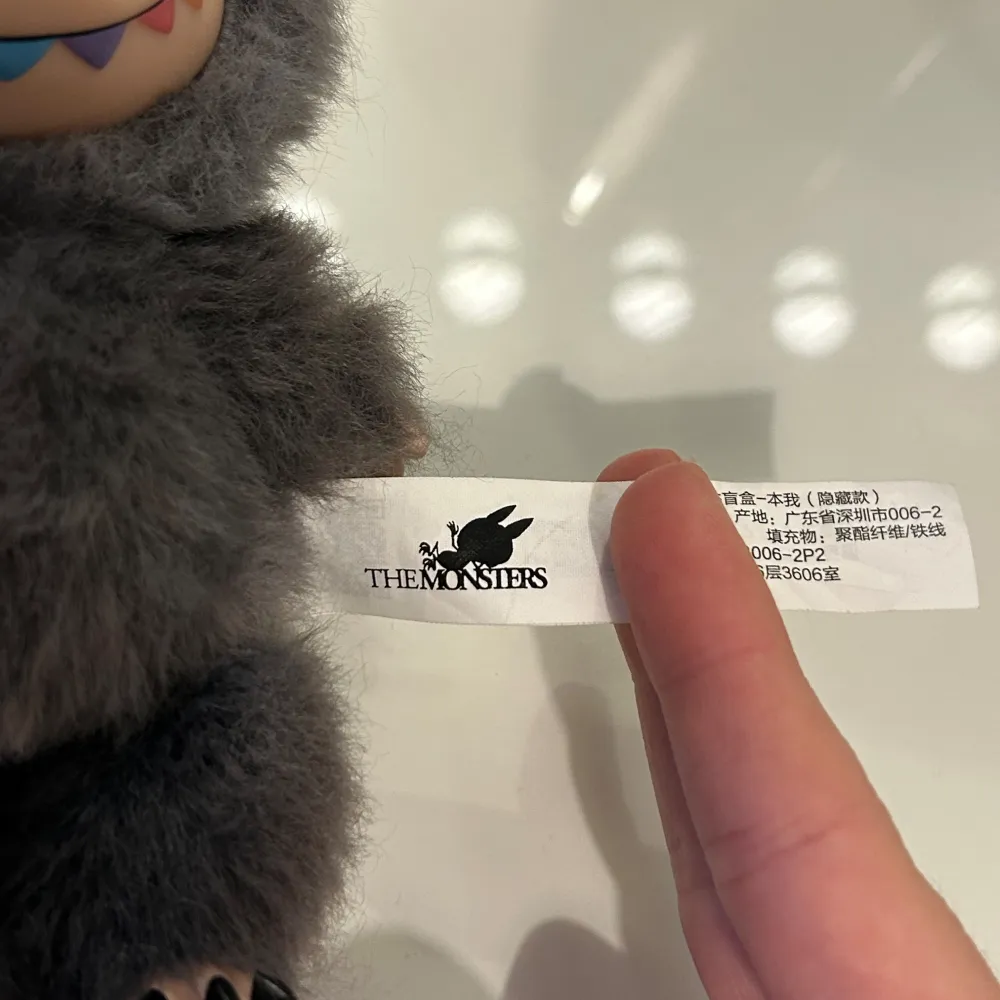 THE MONSTERS
盲盒-本我（隐藏款）
产地：广东省深圳市006-2
填充物：聚酯纤维/铁线
006-2P2
层3606室